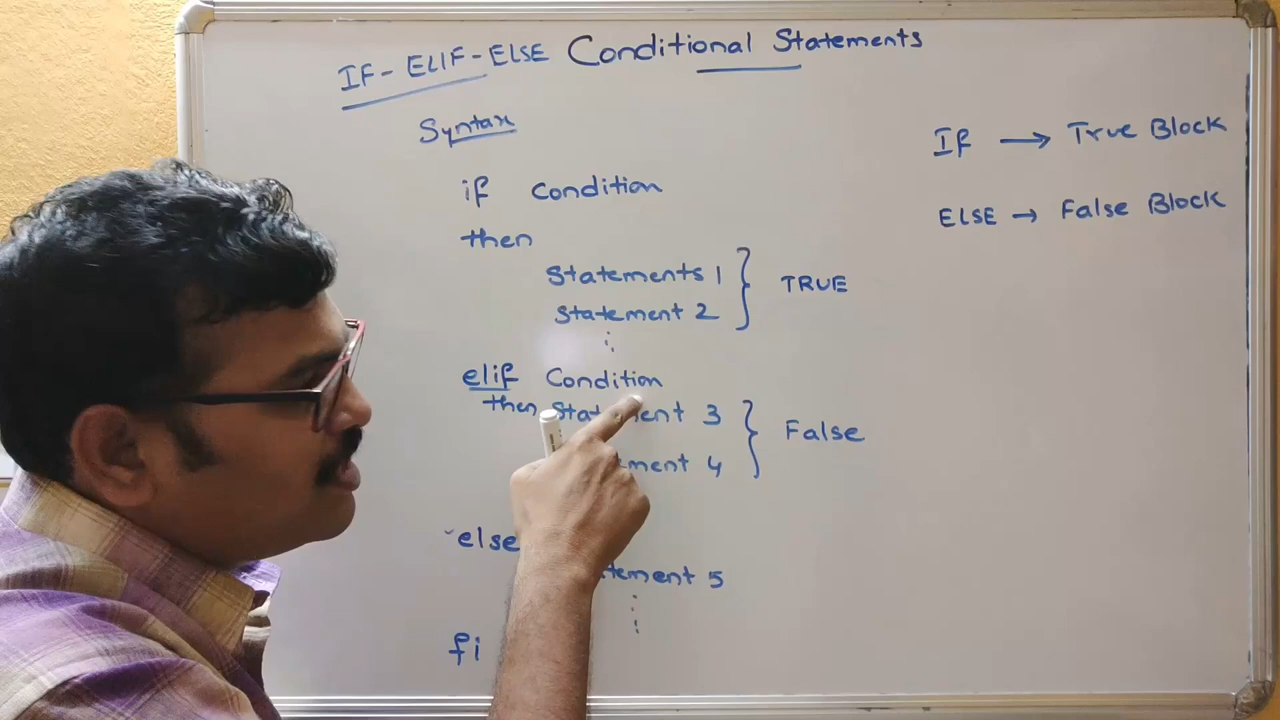 IF-ELIF-ELSE Conditional Statements
Syntax
if Condition
then
Statements 1
Statement 2
TRUE
elif Condition
then Statement 3
4
False
else
5
fi
If → True Block
ELSE → False Block